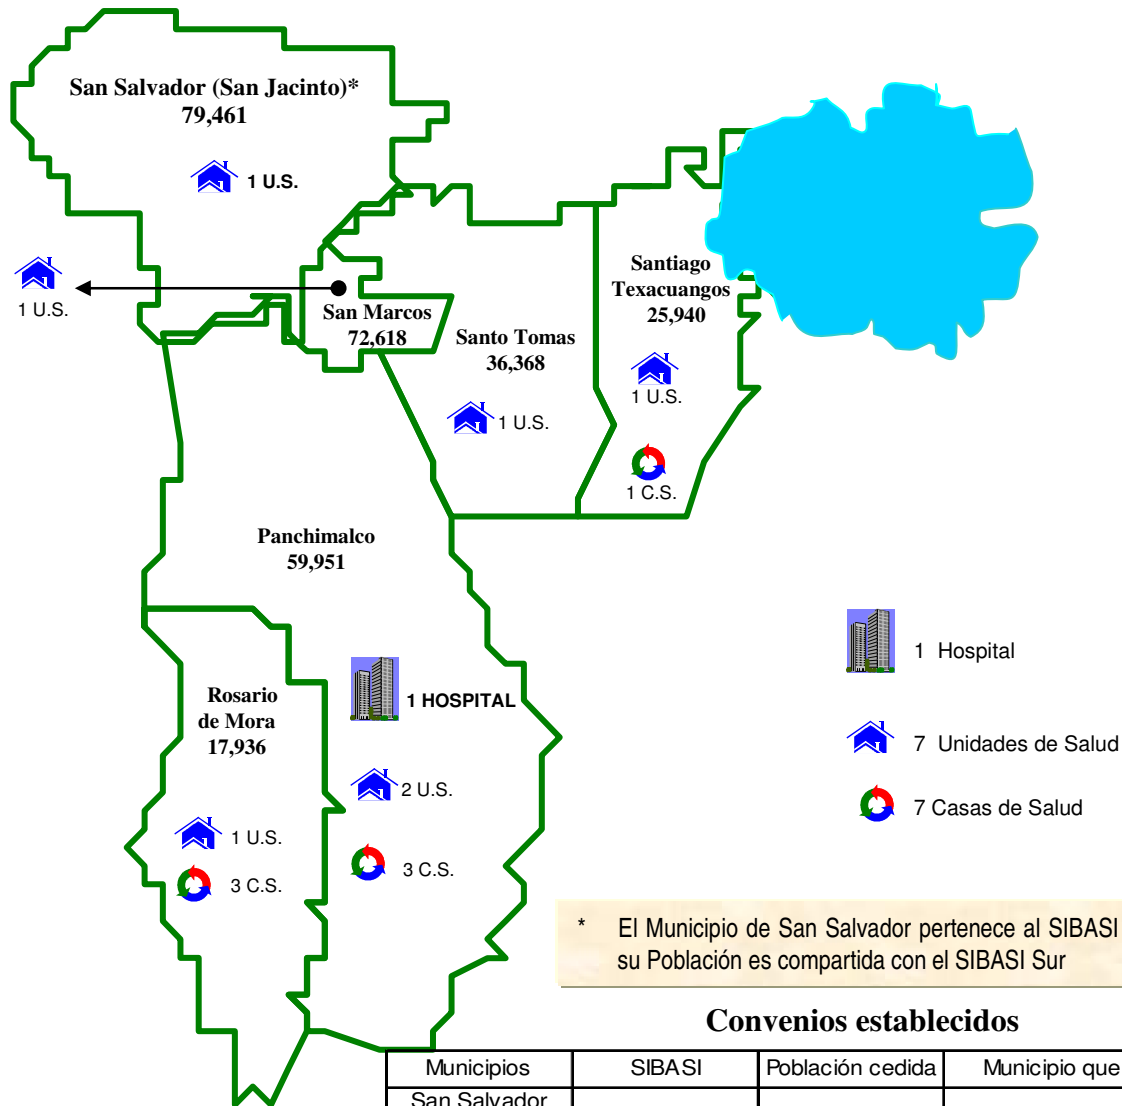 San Salvador (San Jacinto)*
79,461
1 U.S.
1 U.S.
San Marcos
72,618
Santo Tomas
36,368
1 U.S.
Santiago
Texacuangos
25,940
1 U.S.
1 C.S.
Panchimalco
59,951
1 HOSPITAL
2 U.S.
3 C.S.
Rosario
de Mora
17,936
1 U.S.
3 C.S.
1 Hospital
7 Unidades de Salud
7 Casas de Salud
* El Municipio de San Salvador pertenece al SIBASI
su Población es compartida con el SIBASI Sur
Convenios establecidos
Municipios SIBASI Población cedida Municipio que
San Salvador